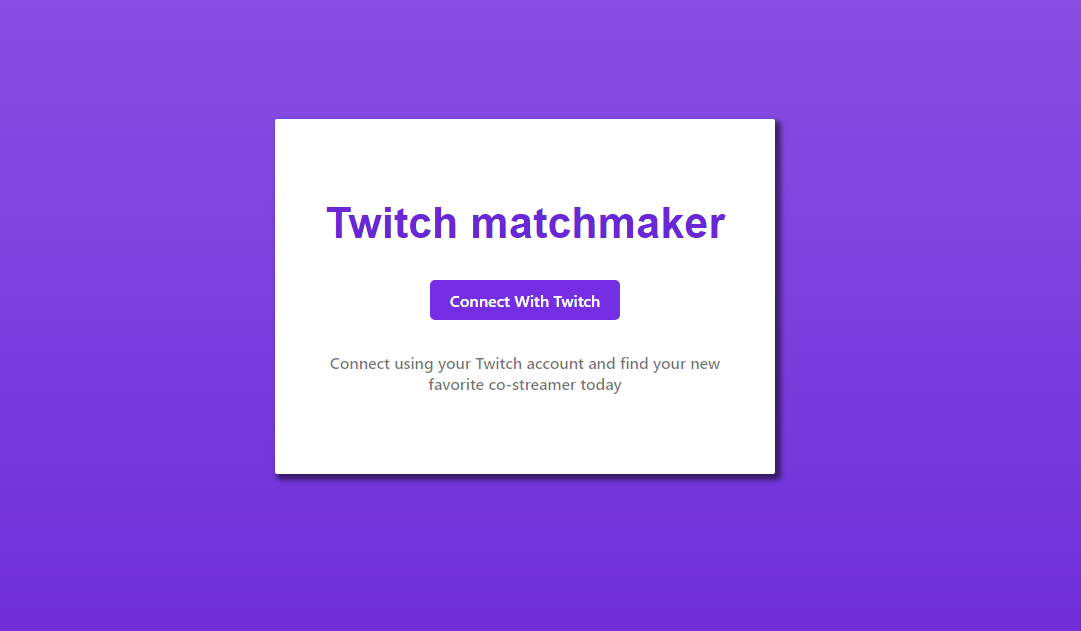 Twitch matchmaker
Connect With Twitch
Connect using your Twitch account and find your new
favorite co-streamer today